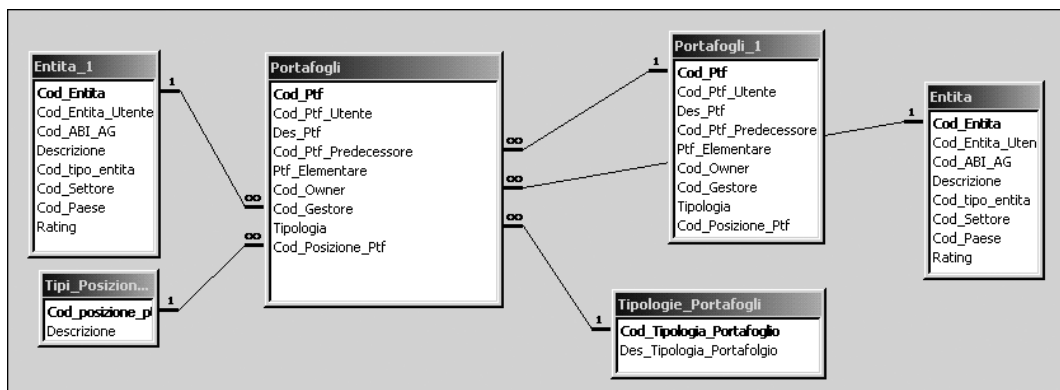 Entita_1
Cod_Entita
Cod_Entita_Utente
Cod_ABI_AG
Descrizione
Cod_tipo_entita
Cod_Settore
Cod_Paese
Rating
Tipi_Posizion...
Cod_posizione_p
Descrizione
Portafogli
Cod_Ptf
Cod_Ptf_Utente
Des_Ptf
Cod_Ptf_Predecessore
Ptf_Elementare
Cod_Owner
Cod_Gestore
Tipologia
Cod_Posizione_Ptf
Portafogli_1
Cod_Ptf
Cod_Ptf_Utente
Des_Ptf
Cod_Ptf_Predecessore
Ptf_Elementare
Cod_Owner
Cod_Gestore
Tipologia
Cod_Posizione_Ptf
Tipologie_Portafogli
Cod_Tipologia_Portafoglio
Des_Tipologia_Portafolgio
Entita
Cod_Entita
Cod_Entita_Uten
Cod_ABI_AG
Descrizione
Cod_tipo_entita
Cod_Settore
Cod_Paese
Rating
1
∞
1
∞
1
∞
1
∞
1
∞